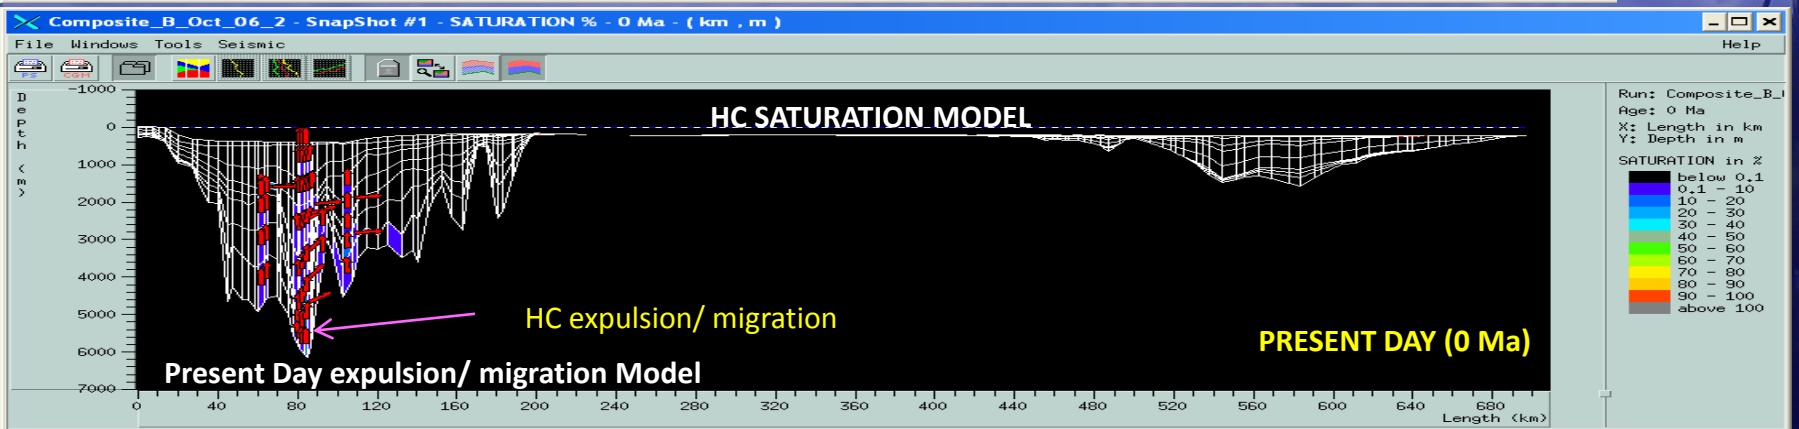 Composite_B_Oct_06_2 - SnapShot #1 - SATURATION % - 0 Ma - ( km , m )
File Windows Tools Seismic Help
PS CGM
Depth (m)
-1000
0
1000
2000
3000
4000
5000
6000
7000
HC SATURATION MODEL
HC expulsion/ migration
PRESENT DAY (0 Ma)
Present Day expulsion/ migration Model
0 40 80 120 160 200 240 280 320 360 400 440 480 520 560 600 640 680
Length (km)
Run: Composite_B_
Age: 0 Ma
X: Length in km
Y: Depth in m
SATURATION in %
below 0.1
0.1 - 10
10 - 20
20 - 30
30 - 40
40 - 50
50 - 60
60 - 70
70 - 80
80 - 90
90 - 100
above 100